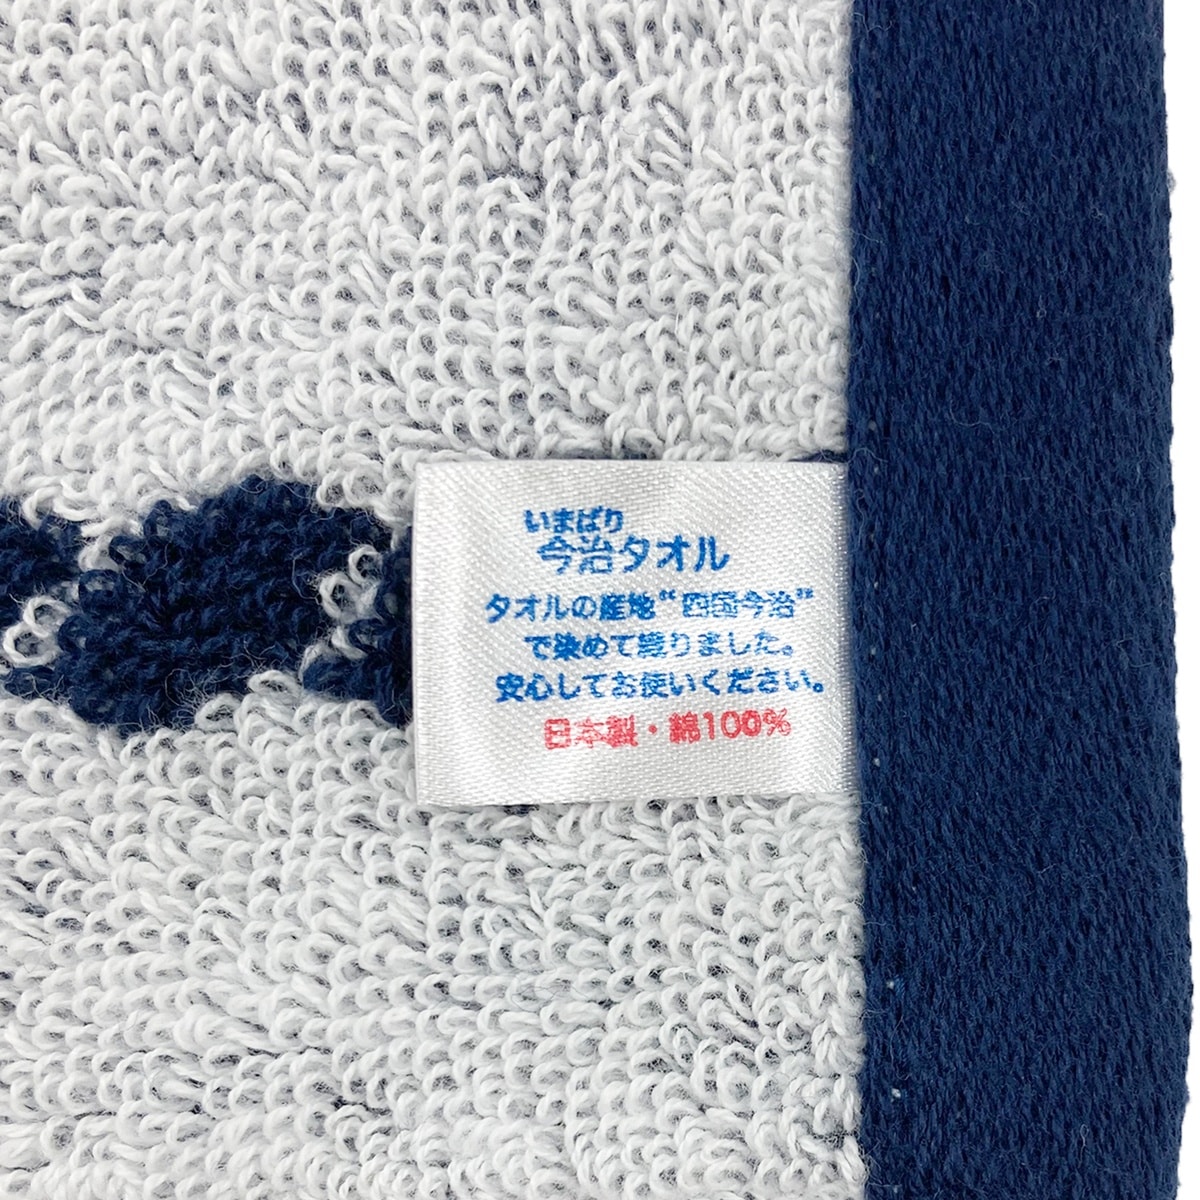 いまばり
今治タオル
タオルの産地“四国今治”
で染めて織りました。
安心してお使いください。
日本製・綿100%